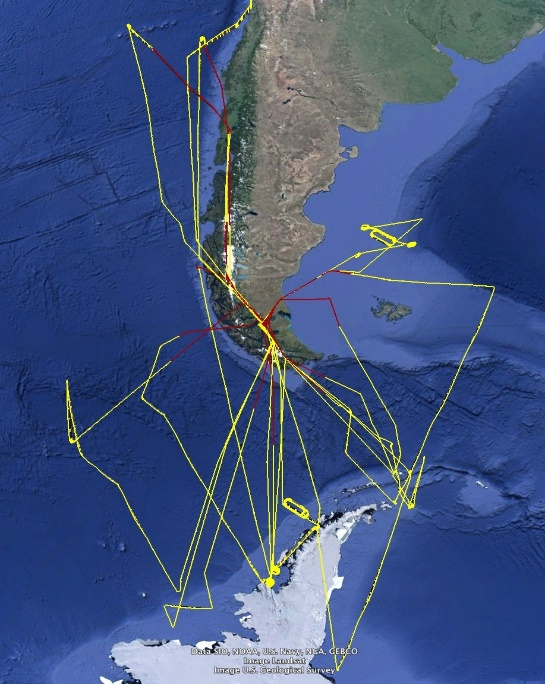 Data SIO, NOAA, U.S. Navy, NGA, GEBCO
Image Landsat
Image U.S. Geological Survey